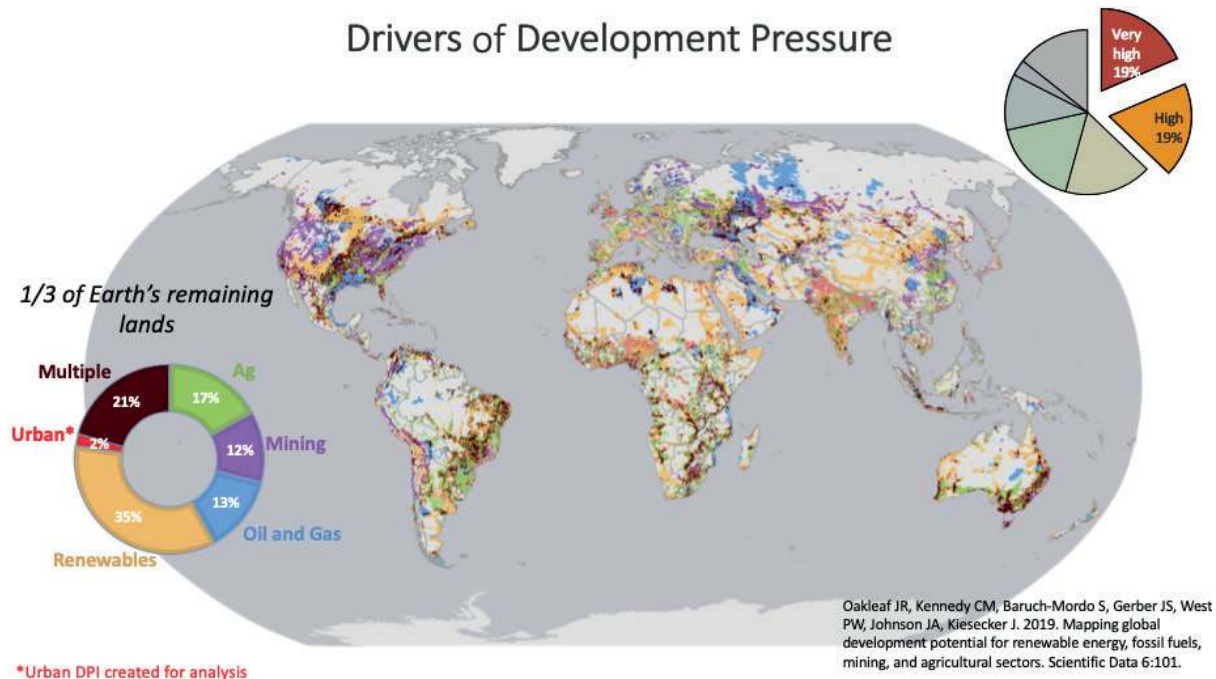 Drivers of Development Pressure
Very
high
19%
High
19%
1/3 of Earth's remaining
lands
Multiple
21%
Ag
17%
Urban*
2%
Mining
12%
13%
35%
Oil and Gas
Renewables
Oakleaf JR, Kennedy CM, Baruch-Mordo S, Gerber JS, West
PW, Johnson JA, Kiesecker J. 2019. Mapping global
development potential for renewable energy, fossil fuels,
mining, and agricultural sectors. Scientific Data 6:101.
*Urban DPI created for analysis